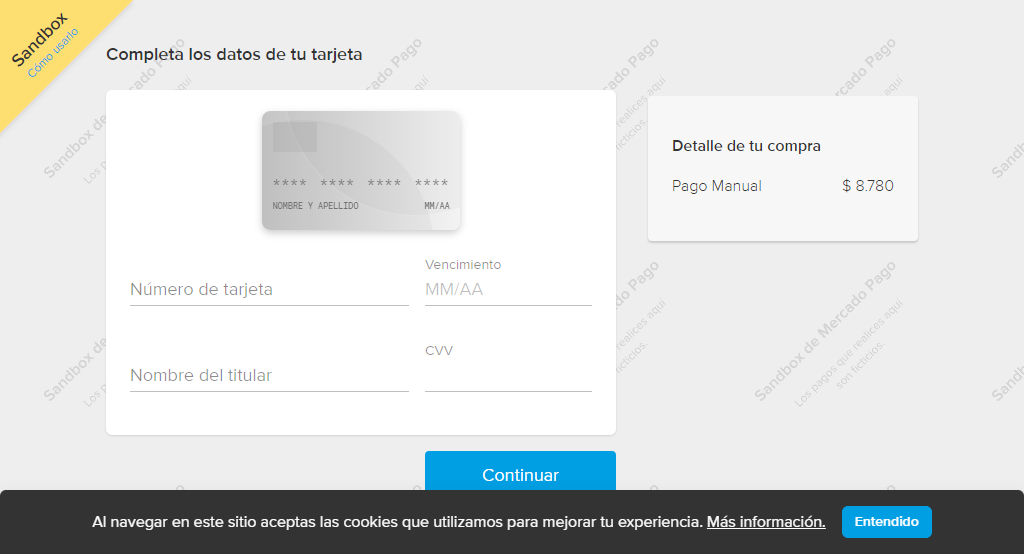 Sandbox
Cómo usarlo
Completa los datos de tu tarjeta
**** **** **** ****
NOMBRE Y APELLIDO MM/AA
Vencimiento
Número de tarjeta MM/AA
CVV
Nombre del titular
Continuar
Detalle de tu compra
Pago Manual $ 8.780
Sandbox de Mercado Pago
Los pagos que realices aquí
son ficticios.
Al navegar en este sitio aceptas las cookies que utilizamos para mejorar tu experiencia. Más información. Entendido